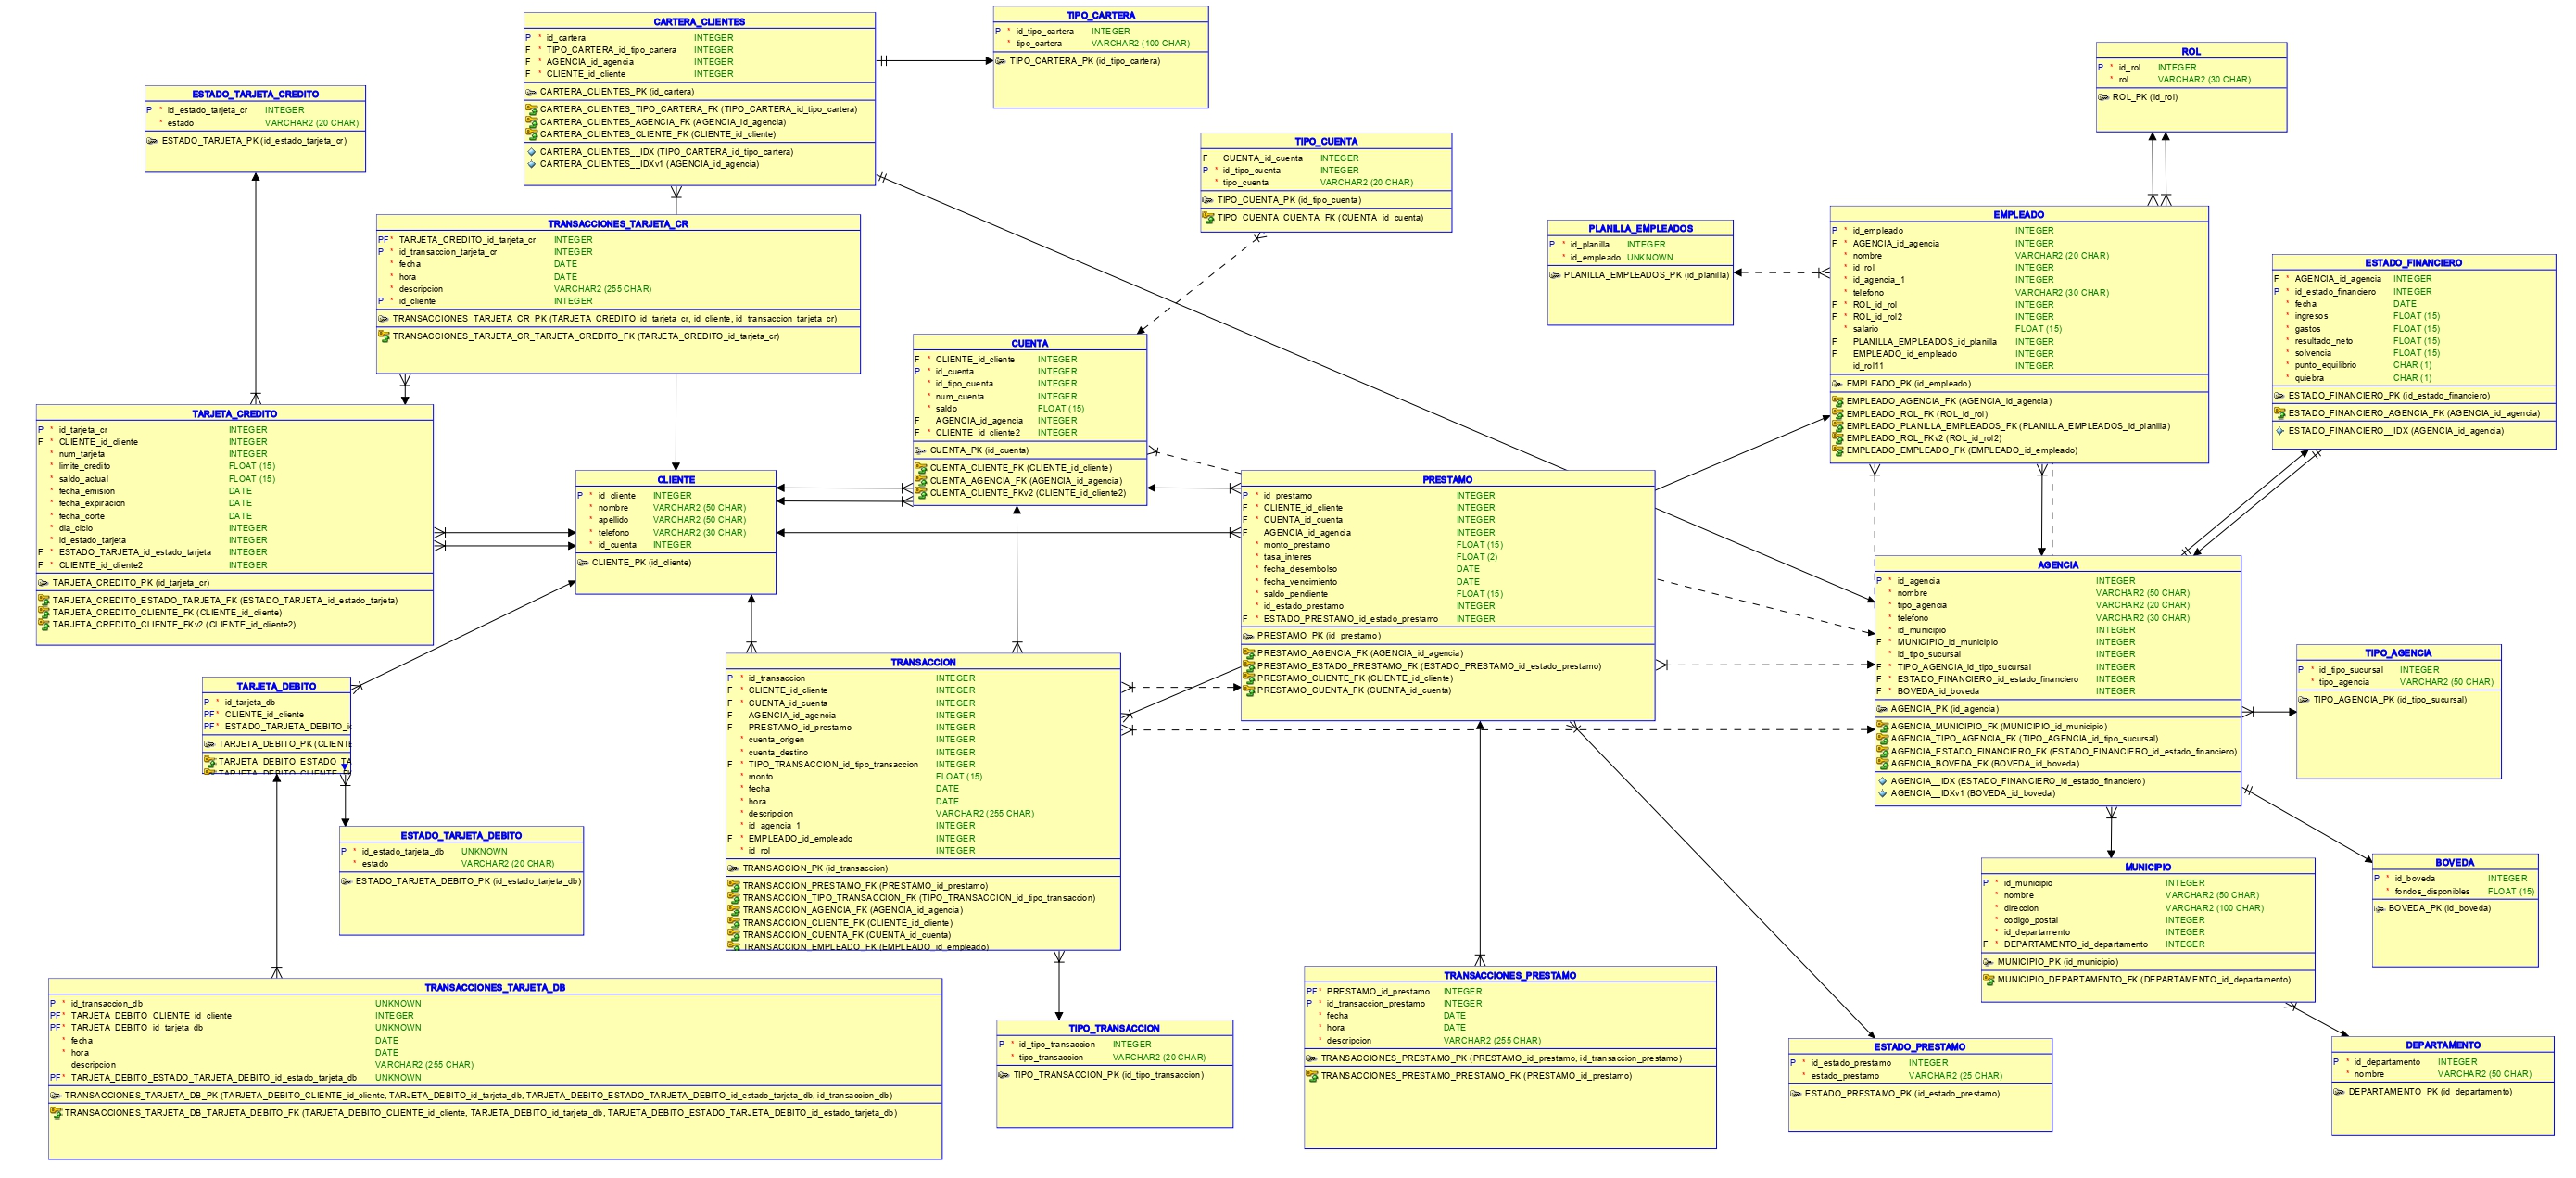 CARTERA_CLIENTES
P * id_cartera INTEGER
F * TIPO_CARTERA_id_tipo_cartera INTEGER
F * AGENCIA_id_agencia INTEGER
F * CLIENTE_id_cliente INTEGER
CARTERA_CLIENTES_PK (id_cartera)
CARTERA_CLIENTES_TIPO_CARTERA_FK (TIPO_CARTERA_id_tipo_cartera)
CARTERA_CLIENTES_AGENCIA_FK (AGENCIA_id_agencia)
CARTERA_CLIENTES_CLIENTE_FK (CLIENTE_id_cliente)
CARTERA_CLIENTES__IDX (TIPO_CARTERA_id_tipo_cartera)
CARTERA_CLIENTES__IDXv1 (AGENCIA_id_agencia)
TIPO_CARTERA
P * id_tipo_cartera INTEGER
* tipo_cartera VARCHAR2 (100 CHAR)
TIPO_CARTERA_PK (id_tipo_cartera)
ROL
P * id_rol INTEGER
* rol VARCHAR2 (30 CHAR)
ROL_PK (id_rol)
ESTADO_TARJETA_CREDITO
P * id_estado_tarjeta_cr INTEGER
* estado VARCHAR2 (20 CHAR)
ESTADO_TARJETA_PK (id_estado_tarjeta_cr)
TIPO_CUENTA
F CUENTA_id_cuenta INTEGER
P * id_tipo_cuenta INTEGER
* tipo_cuenta VARCHAR2 (20 CHAR)
TIPO_CUENTA_PK (id_tipo_cuenta)
TIPO_CUENTA_CUENTA_FK (CUENTA_id_cuenta)
TRANSACCIONES_TARJETA_CR
PF* TARJETA_CREDITO_id_tarjeta_cr INTEGER
P * id_transaccion_tarjeta_cr INTEGER
* fecha DATE
* hora DATE
* descripcion VARCHAR2 (255 CHAR)
P * id_cliente INTEGER
TRANSACCIONES_TARJETA_CR_PK (TARJETA_CREDITO_id_tarjeta_cr, id_cliente, id_transaccion_tarjeta_cr)
TRANSACCIONES_TARJETA_CR_TARJETA_CREDITO_FK (TARJETA_CREDITO_id_tarjeta_cr)
PLANILLA_EMPLEADOS
P * id_planilla INTEGER
* id_empleado UNKNOWN
PLANILLA_EMPLEADOS_PK (id_planilla)
EMPLEADO
P * id_empleado INTEGER
F * AGENCIA_id_agencia INTEGER
* nombre VARCHAR2 (20 CHAR)
* id_rol INTEGER
* id_agencia_1 INTEGER
* telefono VARCHAR2 (30 CHAR)
F * ROL_id_rol INTEGER
F * ROL_id_rol2 INTEGER
* salario FLOAT (15)
F PLANILLA_EMPLEADOS_id_planilla INTEGER
F EMPLEADO_id_empleado INTEGER
id_rol11 INTEGER
EMPLEADO_PK (id_empleado)
EMPLEADO_AGENCIA_FK (AGENCIA_id_agencia)
EMPLEADO_ROL_FK (ROL_id_rol)
EMPLEADO_PLANILLA_EMPLEADOS_FK (PLANILLA_EMPLEADOS_id_planilla)
EMPLEADO_ROL_FKv2 (ROL_id_rol2)
EMPLEADO_EMPLEADO_FK (EMPLEADO_id_empleado)
ESTADO_FINANCIERO
F * AGENCIA_id_agencia INTEGER
P * id_estado_financiero INTEGER
* fecha DATE
* ingresos FLOAT (15)
* gastos FLOAT (15)
* resultado_neto FLOAT (15)
* solvencia FLOAT (15)
* punto_equilibrio CHAR (1)
* quiebra CHAR (1)
ESTADO_FINANCIERO_PK (id_estado_financiero)
ESTADO_FINANCIERO_AGENCIA_FK (AGENCIA_id_agencia)
ESTADO_FINANCIERO__IDX (AGENCIA_id_agencia)
CUENTA
F * CLIENTE_id_cliente INTEGER
P * id_cuenta INTEGER
* id_tipo_cuenta INTEGER
* num_cuenta INTEGER
* saldo FLOAT (15)
F AGENCIA_id_agencia INTEGER
F * CLIENTE_id_cliente2 INTEGER
CUENTA_PK (id_cuenta)
CUENTA_CLIENTE_FK (CLIENTE_id_cliente)
CUENTA_AGENCIA_FK (AGENCIA_id_agencia)
CUENTA_CLIENTE_FKv2 (CLIENTE_id_cliente2)
TARJETA_CREDITO
P * id_tarjeta_cr INTEGER
F * CLIENTE_id_cliente INTEGER
* num_tarjeta INTEGER
* limite_credito FLOAT (15)
* saldo_actual FLOAT (15)
* fecha_emision DATE
* fecha_expiracion DATE
* fecha_corte DATE
* dia_ciclo INTEGER
* id_estado_tarjeta INTEGER
F * ESTADO_TARJETA_id_estado_tarjeta INTEGER
F * CLIENTE_id_cliente2 INTEGER
TARJETA_CREDITO_PK (id_tarjeta_cr)
TARJETA_CREDITO_ESTADO_TARJETA_FK (ESTADO_TARJETA_id_estado_tarjeta)
TARJETA_CREDITO_CLIENTE_FK (CLIENTE_id_cliente)
TARJETA_CREDITO_CLIENTE_FKv2 (CLIENTE_id_cliente2)
CLIENTE
P * id_cliente INTEGER
* nombre VARCHAR2 (50 CHAR)
* apellido VARCHAR2 (50 CHAR)
* telefono VARCHAR2 (30 CHAR)
* id_cuenta INTEGER
CLIENTE_PK (id_cliente)
PRESTAMO
P * id_prestamo INTEGER
F * CLIENTE_id_cliente INTEGER
F * CUENTA_id_cuenta INTEGER
F AGENCIA_id_agencia INTEGER
* monto_prestamo FLOAT (15)
* tasa_interes FLOAT (2)
* fecha_desembolso DATE
* fecha_vencimiento DATE
* saldo_pendiente FLOAT (15)
* id_estado_prestamo INTEGER
F * ESTADO_PRESTAMO_id_estado_prestamo INTEGER
PRESTAMO_PK (id_prestamo)
PRESTAMO_AGENCIA_FK (AGENCIA_id_agencia)
PRESTAMO_ESTADO_PRESTAMO_FK (ESTADO_PRESTAMO_id_estado_prestamo)
PRESTAMO_CLIENTE_FK (CLIENTE_id_cliente)
PRESTAMO_CUENTA_FK (CUENTA_id_cuenta)
AGENCIA
P * id_agencia INTEGER
* nombre VARCHAR2 (50 CHAR)
* tipo_agencia VARCHAR2 (20 CHAR)
* telefono VARCHAR2 (30 CHAR)
* id_municipio INTEGER
F * MUNICIPIO_id_municipio INTEGER
* id_tipo_sucursal INTEGER
F * TIPO_AGENCIA_id_tipo_sucursal INTEGER
F * ESTADO_FINANCIERO_id_estado_financiero INTEGER
F * BOVEDA_id_boveda INTEGER
AGENCIA_PK (id_agencia)
AGENCIA_MUNICIPIO_FK (MUNICIPIO_id_municipio)
AGENCIA_TIPO_AGENCIA_FK (TIPO_AGENCIA_id_tipo_sucursal)
AGENCIA_ESTADO_FINANCIERO_FK (ESTADO_FINANCIERO_id_estado_financiero)
AGENCIA_BOVEDA_FK (BOVEDA_id_boveda)
AGENCIA__IDX (ESTADO_FINANCIERO_id_estado_financiero)
AGENCIA__IDXv1 (BOVEDA_id_boveda)
TIPO_AGENCIA
P * id_tipo_sucursal INTEGER
* tipo_agencia VARCHAR2 (50 CHAR)
TIPO_AGENCIA_PK (id_tipo_sucursal)
TARJETA_DEBITO
P * id_tarjeta_db
PF* CLIENTE_id_cliente
PF* ESTADO_TARJETA_DEBITO_i
TARJETA_DEBITO_PK (CLIENTE
TARJETA_DEBITO_ESTADO_TA
TARJETA_DEBITO_CLIENTE_F
TRANSACCION
P * id_transaccion INTEGER
F * CLIENTE_id_cliente INTEGER
F * CUENTA_id_cuenta INTEGER
F AGENCIA_id_agencia INTEGER
F PRESTAMO_id_prestamo INTEGER
* cuenta_origen INTEGER
* cuenta_destino INTEGER
F * TIPO_TRANSACCION_id_tipo_transaccion INTEGER
* monto FLOAT (15)
* fecha DATE
* hora DATE
* descripcion VARCHAR2 (255 CHAR)
* id_agencia_1 INTEGER
F * EMPLEADO_id_empleado INTEGER
* id_rol INTEGER
TRANSACCION_PK (id_transaccion)
TRANSACCION_PRESTAMO_FK (PRESTAMO_id_prestamo)
TRANSACCION_TIPO_TRANSACCION_FK (TIPO_TRANSACCION_id_tipo_transaccion)
TRANSACCION_AGENCIA_FK (AGENCIA_id_agencia)
TRANSACCION_CLIENTE_FK (CLIENTE_id_cliente)
TRANSACCION_CUENTA_FK (CUENTA_id_cuenta)
TRANSACCION_EMPLEADO_FK (EMPLEADO_id_empleado)
ESTADO_TARJETA_DEBITO
P * id_estado_tarjeta_db UNKNOWN
* estado VARCHAR2 (20 CHAR)
ESTADO_TARJETA_DEBITO_PK (id_estado_tarjeta_db)
MUNICIPIO
P * id_municipio INTEGER
* nombre VARCHAR2 (50 CHAR)
* direccion VARCHAR2 (100 CHAR)
* codigo_postal INTEGER
* id_departamento INTEGER
F * DEPARTAMENTO_id_departamento INTEGER
MUNICIPIO_PK (id_municipio)
MUNICIPIO_DEPARTAMENTO_FK (DEPARTAMENTO_id_departamento)
BOVEDA
P * id_boveda INTEGER
* fondos_disponibles FLOAT (15)
BOVEDA_PK (id_boveda)
TRANSACCIONES_TARJETA_DB
P * id_transaccion_db UNKNOWN
PF* TARJETA_DEBITO_CLIENTE_id_cliente INTEGER
PF* TARJETA_DEBITO_id_tarjeta_db UNKNOWN
* fecha DATE
* hora DATE
descripcion VARCHAR2 (255 CHAR)
PF* TARJETA_DEBITO_ESTADO_TARJETA_DEBITO_id_estado_tarjeta_db UNKNOWN
TRANSACCIONES_TARJETA_DB_PK (TARJETA_DEBITO_CLIENTE_id_cliente, TARJETA_DEBITO_id_tarjeta_db, TARJETA_DEBITO_ESTADO_TARJETA_DEBITO_id_estado_tarjeta_db, id_transaccion_db)
TRANSACCIONES_TARJETA_DB_TARJETA_DEBITO_FK (TARJETA_DEBITO_CLIENTE_id_cliente, TARJETA_DEBITO_id_tarjeta_db, TARJETA_DEBITO_ESTADO_TARJETA_DEBITO_id_estado_tarjeta_db)
TIPO_TRANSACCION
P * id_tipo_transaccion INTEGER
* tipo_transaccion VARCHAR2 (20 CHAR)
TIPO_TRANSACCION_PK (id_tipo_transaccion)
TRANSACCIONES_PRESTAMO
PF* PRESTAMO_id_prestamo INTEGER
P * id_transaccion_prestamo INTEGER
* fecha DATE
* hora DATE
* descripcion VARCHAR2 (255 CHAR)
TRANSACCIONES_PRESTAMO_PK (PRESTAMO_id_prestamo, id_transaccion_prestamo)
TRANSACCIONES_PRESTAMO_PRESTAMO_FK (PRESTAMO_id_prestamo)
ESTADO_PRESTAMO
P * id_estado_prestamo INTEGER
* estado_prestamo VARCHAR2 (25 CHAR)
ESTADO_PRESTAMO_PK (id_estado_prestamo)
DEPARTAMENTO
P * id_departamento INTEGER
* nombre VARCHAR2 (50 CHAR)
DEPARTAMENTO_PK (id_departamento)